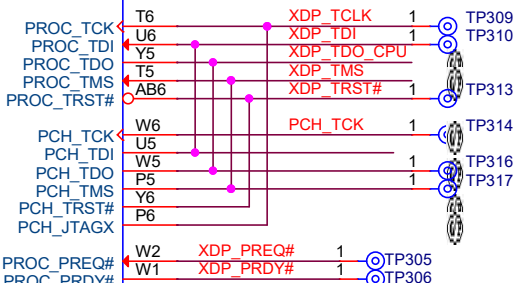 PROC_TCK T6 XDP_TCLK 1 TP309
PROC_TDI U6 XDP_TDI 1 TP310
PROC_TDO Y5 XDP_TDO_CPU
PROC_TMS T5 XDP_TMS
PROC_TRST# AB6 XDP_TRST# 1 TP313
PCH_TCK W6 PCH_TCK 1 TP314
PCH_TDI U5
PCH_TDO W5 1 TP316
PCH_TMS P5 1 TP317
PCH_TRST# Y6
PCH_JTAGX P6
PROC_PREQ# W2 XDP_PREQ# 1 TP305
PROC_PRDY# W1 XDP_PRDY# 1 TP306